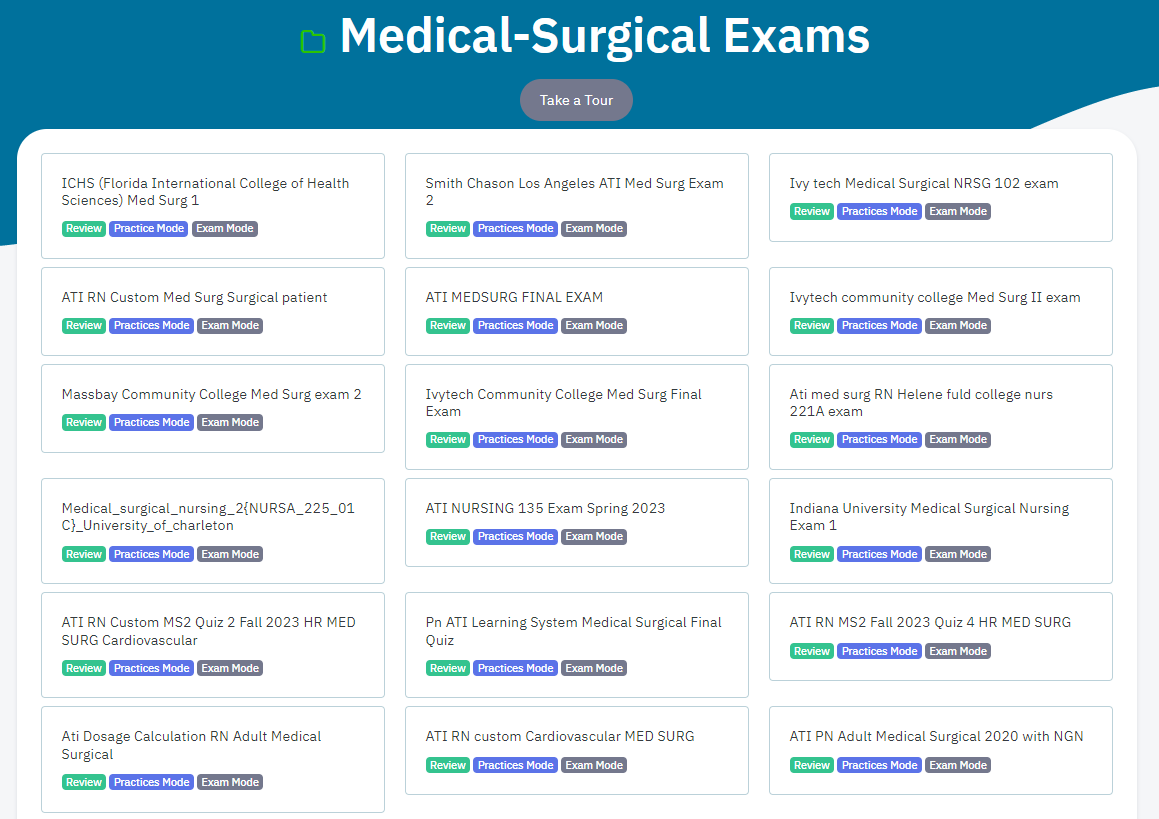 Medical-Surgical Exams
Take a Tour
ICHS (Florida International College of Health
Sciences) Med Surg 1
Review Practice Mode Exam Mode
Smith Chason Los Angeles ATI Med Surg Exam
2
Review Practices Mode Exam Mode
Ivy tech Medical Surgical NRSG 102 exam
Review Practices Mode Exam Mode
ATI RN Custom Med Surg Surgical patient
Review Practices Mode Exam Mode
ATI MEDSURG FINAL EXAM
Review Practices Mode Exam Mode
Ivytech community college Med Surg II exam
Review Practices Mode Exam Mode
Massbay Community College Med Surg exam 2
Review Practices Mode Exam Mode
Ivytech Community College Med Surg Final
Exam
Review Practices Mode Exam Mode
Ati med surg RN Helene fuld college nurs
221A exam
Review Practices Mode Exam Mode
Medical_surgical_nursing_2{NURSA_225_01
C}_University_of_charleton
Review Practices Mode Exam Mode
ATI NURSING 135 Exam Spring 2023
Review Practices Mode Exam Mode
Indiana University Medical Surgical Nursing
Exam 1
Review Practices Mode Exam Mode
ATI RN Custom MS2 Quiz 2 Fall 2023 HR MED
SURG Cardiovascular
Review Practices Mode Exam Mode
Pn ATI Learning System Medical Surgical Final
Quiz
Review Practices Mode Exam Mode
ATI RN MS2 Fall 2023 Quiz 4 HR MED SURG
Review Practices Mode Exam Mode
Ati Dosage Calculation RN Adult Medical
Surgical
Review Practices Mode Exam Mode
ATI RN custom Cardiovascular MED SURG
Review Practices Mode Exam Mode
ATI PN Adult Medical Surgical 2020 with NGN
Review Practices Mode Exam Mode